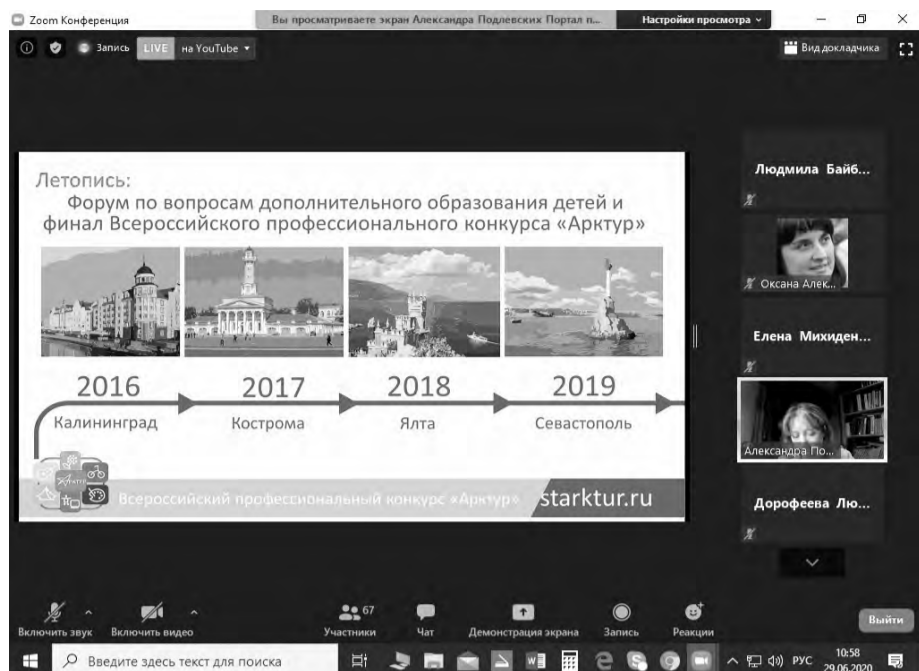 Zoom Конференция
Вы просматриваете экран Александра Подлевских Портал п...
Настройки просмотра
Запись
LIVE на YouTube
Вид докладчика
Летопись:
Форум по вопросам дополнительного образования детей и
финал Всероссийского профессионального конкурса «Арктур»
2016 2017 2018 2019
Калининград Кострома Ялта Севастополь
Всероссийский профессиональный конкурс «Арктур» starktur.ru
Людмила Байб...
Оксана Алек...
Елена Михиден...
Александра По...
Дорофеева Лю...
67
Включить звук Включить видео Участники Чат Демонстрация экрана Запись Реакции
Выйти
Введите здесь текст для поиска
РУС
10:58
29.06.2020